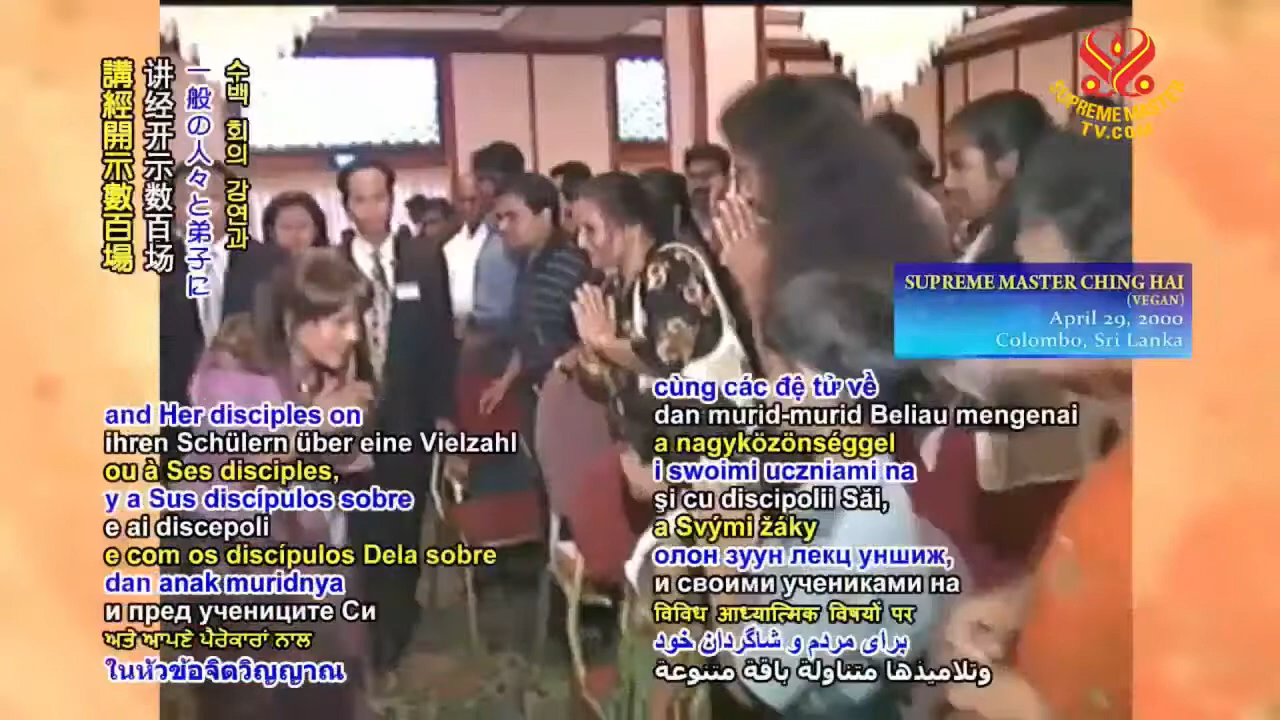 講經開示數百場
讲经开示数百场
一般の人々と弟子に
수백 회의 강연과
SUPREME MASTER
TV.COM
SUPREME MASTER CHING HAI
(VEGAN)
April 29, 2000
Colombo, Sri Lanka
and Her disciples on
ihren Schülern über eine Vielzahl
ou à Ses disciples,
y a Sus discípulos sobre
e ai discepoli
e com os discípulos Dela sobre
dan anak muridnya
и пред учениците Си
ਅਤੇ ਆਪਣੇ ਪੈਰੋਕਾਰਾਂ ਨਾਲ
ในหัวข้อจิตวิญญาณ
cùng các đệ tử về
dan murid-murid Beliau mengenai
a nagyközönséggel
i swoimi uczniami na
şi cu discipolii Săi,
a Svými žáky
олон зуун лекц уншиж,
и своими учениками на
विविध आध्यात्मिक विषयों पर
برای مردم و شاگردان خود
وتلاميذها متناولة باقة متنوعة